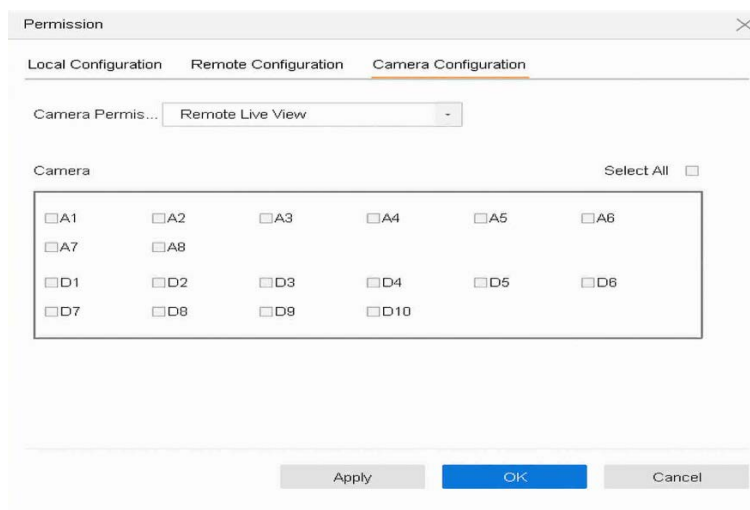 Permission
Local Configuration Remote Configuration Camera Configuration
Camera Permis... Remote Live View
Camera Select All
A1 A2 A3 A4 A5 A6
A7 A8
D1 D2 D3 D4 D5 D6
D7 D8 D9 D10
Apply OK Cancel